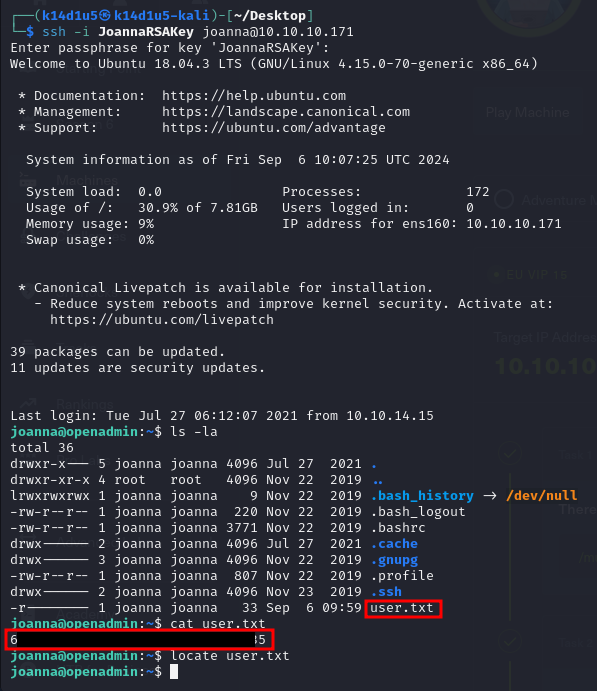 ┌──(k14d1u5㉿k14d1u5-kali)-[~/Desktop]
└─$ ssh -i JoannaRSAKey joanna@10.10.10.171
Enter passphrase for key 'JoannaRSAKey':
Welcome to Ubuntu 18.04.3 LTS (GNU/Linux 4.15.0-70-generic x86_64)
 * Documentation:  https://help.ubuntu.com
 * Management:     https://landscape.canonical.com
 * Support:        https://ubuntu.com/advantage
  System information as of Fri Sep  6 10:07:25 UTC 2024
  System load:  0.0               Processes:             172
  Usage of /:   30.9% of 7.81GB   Users logged in:       0
  Memory usage: 9%                IP address for ens160: 10.10.10.171
  Swap usage:   0%
 * Canonical Livepatch is available for installation.
   - Reduce system reboots and improve kernel security. Activate at:
     https://ubuntu.com/livepatch
39 packages can be updated.
11 updates are security updates.
Last login: Tue Jul 27 06:12:07 2021 from 10.10.14.15
joanna@openadmin:~$ ls -la
total 36
drwxr-x--- 5 joanna joanna 4096 Jul 27  2021 .
drwxr-xr-x 4 root   root   4096 Nov 22  2019 ..
lrwxrwxrwx 1 joanna joanna    9 Nov 22  2019 .bash_history -> /dev/null
-rw-r--r-- 1 joanna joanna  220 Nov 22  2019 .bash_logout
-rw-r--r-- 1 joanna joanna 3771 Nov 22  2019 .bashrc
drwx------ 2 joanna joanna 4096 Jul 27  2021 .cache
drwx------ 3 joanna joanna 4096 Nov 22  2019 .gnupg
-rw-r--r-- 1 joanna joanna  807 Nov 22  2019 .profile
drwx------ 2 joanna joanna 4096 Nov 23  2019 .ssh
-r-------- 1 joanna joanna   33 Sep  6 09:59 user.txt
joanna@openadmin:~$ cat user.txt
6 35
joanna@openadmin:~$ locate user.txt
joanna@openadmin:~$
Play Machine
Target IP Addre
10.10.10